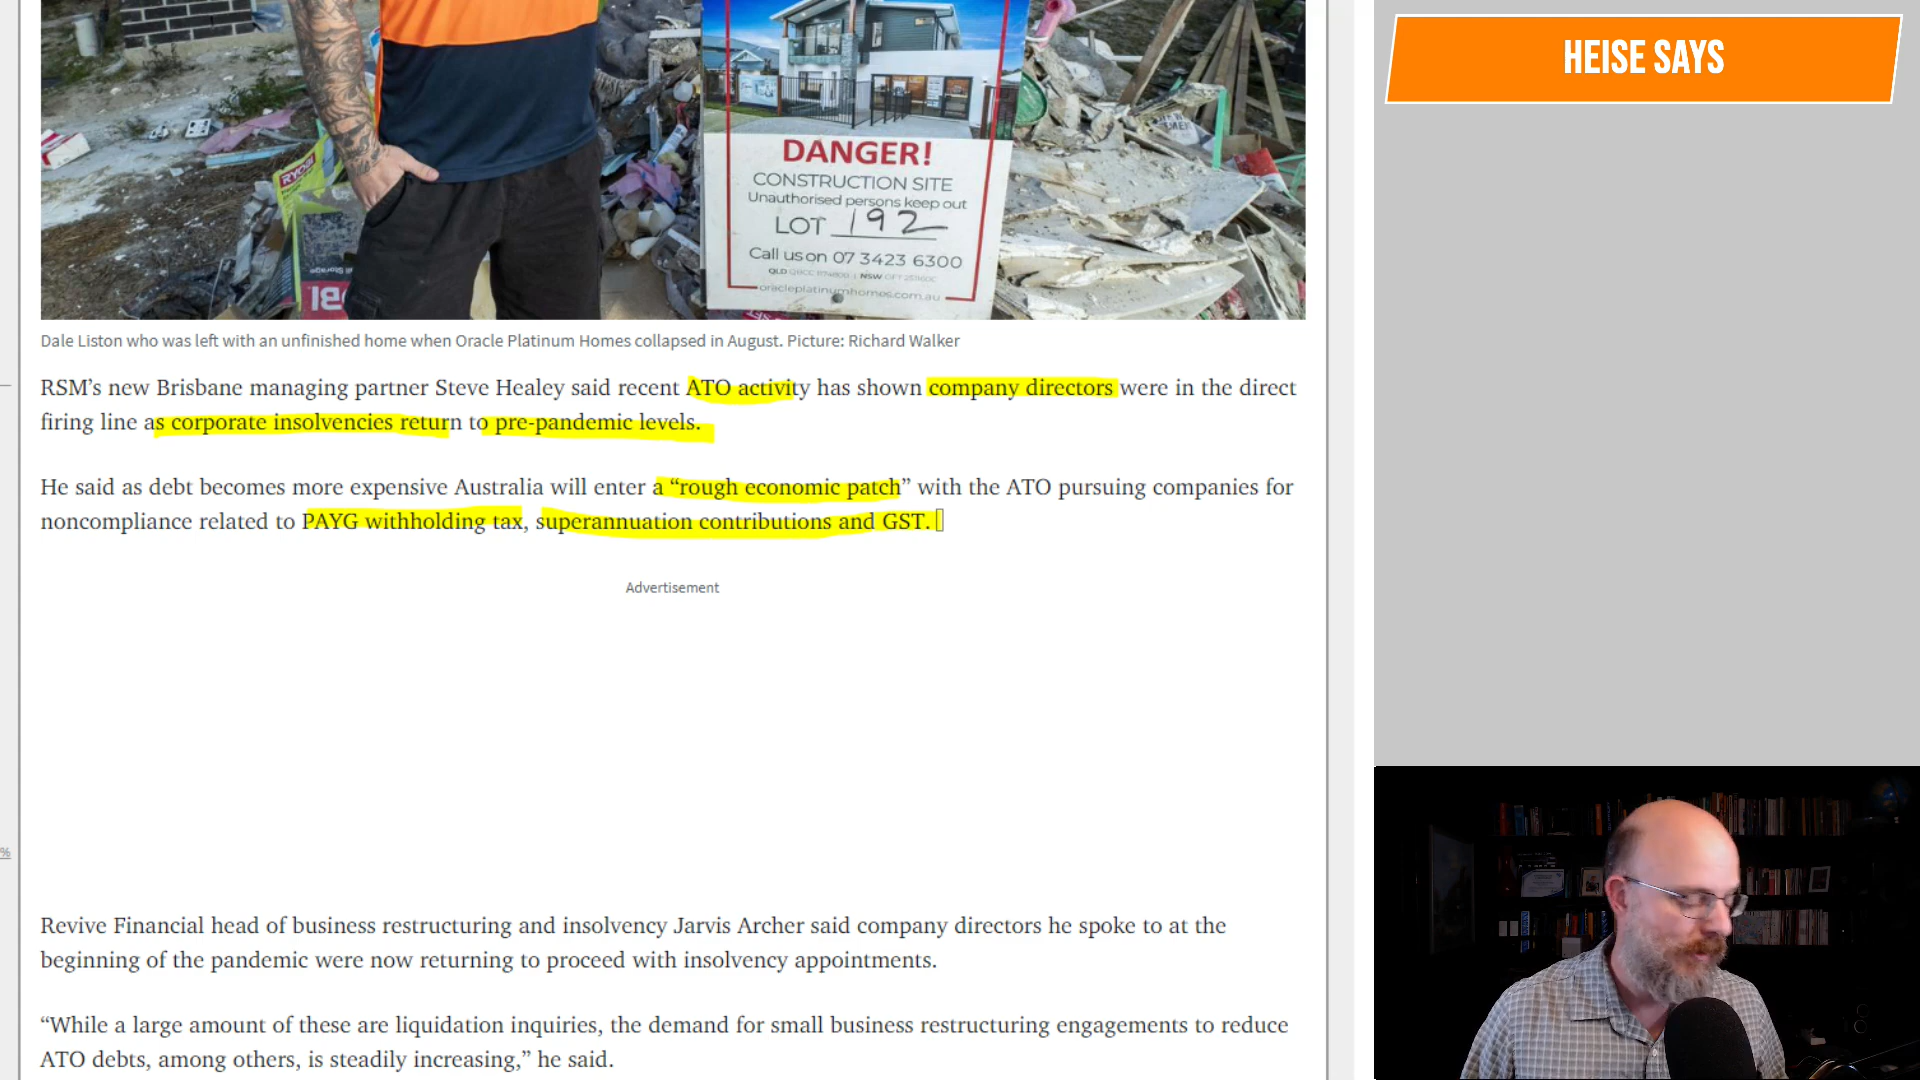 HEISE SAYS
RYOBI
DANGER!
CONSTRUCTION SITE
Unauthorised persons keep out
LOT 192
Call us on 07 3423 6300
QLD
NSW
oracleplatinumhomes.com.au
Dale Liston who was left with an unfinished home when Oracle Platinum Homes collapsed in August. Picture: Richard Walker
RSM’s new Brisbane managing partner Steve Healey said recent ATO activity has shown company directors were in the direct
firing line as corporate insolvencies return to pre-pandemic levels.
He said as debt becomes more expensive Australia will enter a “rough economic patch” with the ATO pursuing companies for
noncompliance related to PAYG withholding tax, superannuation contributions and GST.
Advertisement
%
Revive Financial head of business restructuring and insolvency Jarvis Archer said company directors he spoke to at the
beginning of the pandemic were now returning to proceed with insolvency appointments.
“While a large amount of these are liquidation inquiries, the demand for small business restructuring engagements to reduce
ATO debts, among others, is steadily increasing,” he said.